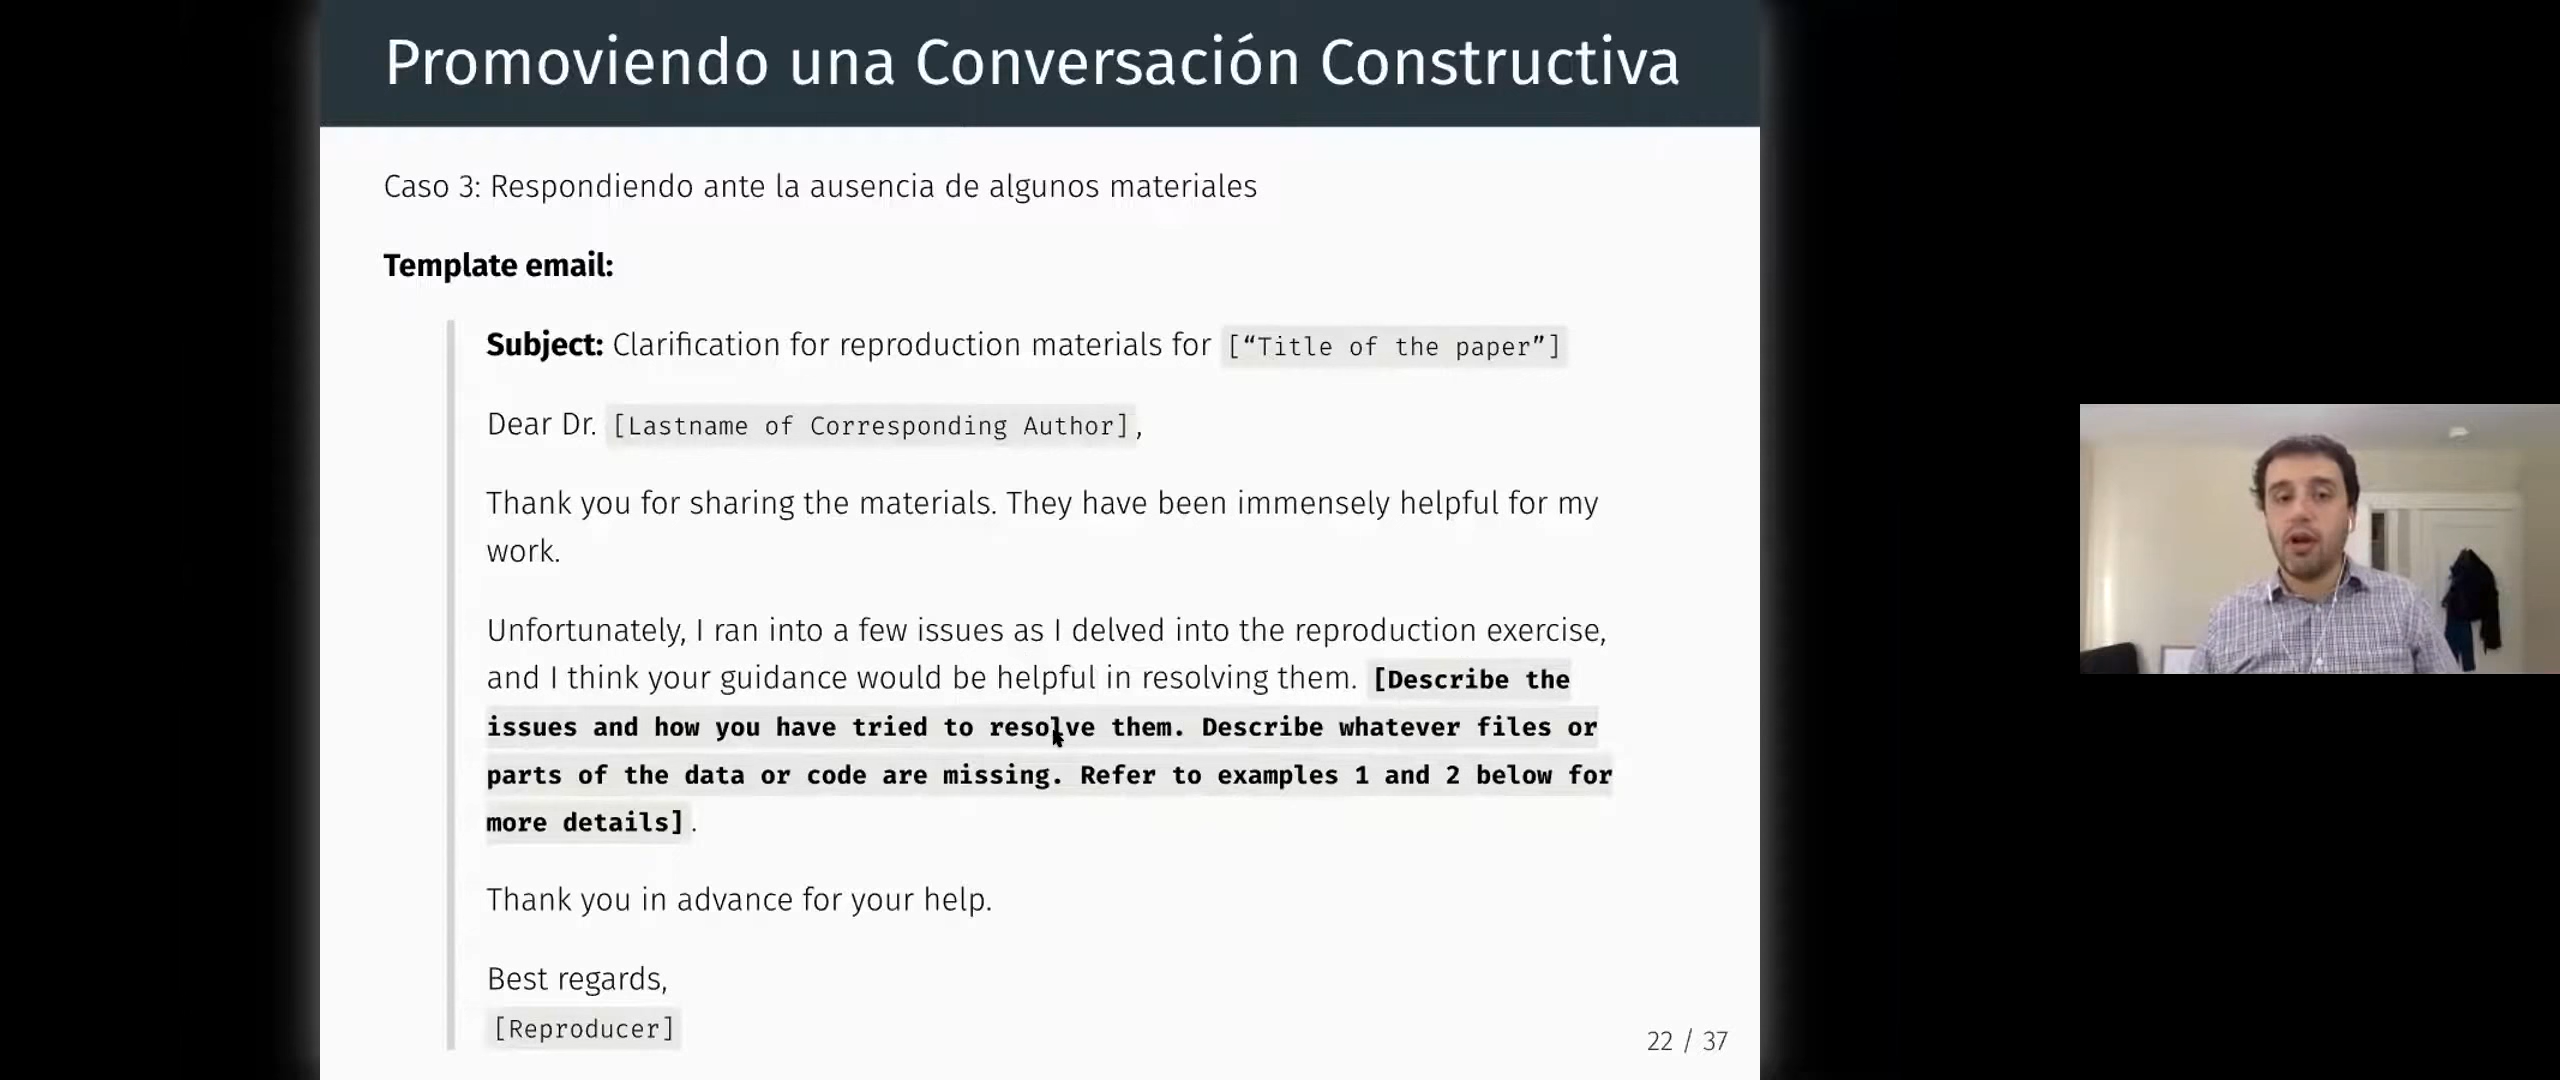 Promoviendo una Conversación Constructiva
Caso 3: Respondiendo ante la ausencia de algunos materiales
Template email:
Subject: Clarification for reproduction materials for [“Title of the paper”]
Dear Dr. [Lastname of Corresponding Author],
Thank you for sharing the materials. They have been immensely helpful for my
work.
Unfortunately, I ran into a few issues as I delved into the reproduction exercise,
and I think your guidance would be helpful in resolving them. [Describe the
issues and how you have tried to resolve them. Describe whatever files or
parts of the data or code are missing. Refer to examples 1 and 2 below for
more details].
Thank you in advance for your help.
Best regards,
[Reproducer]
22 / 37